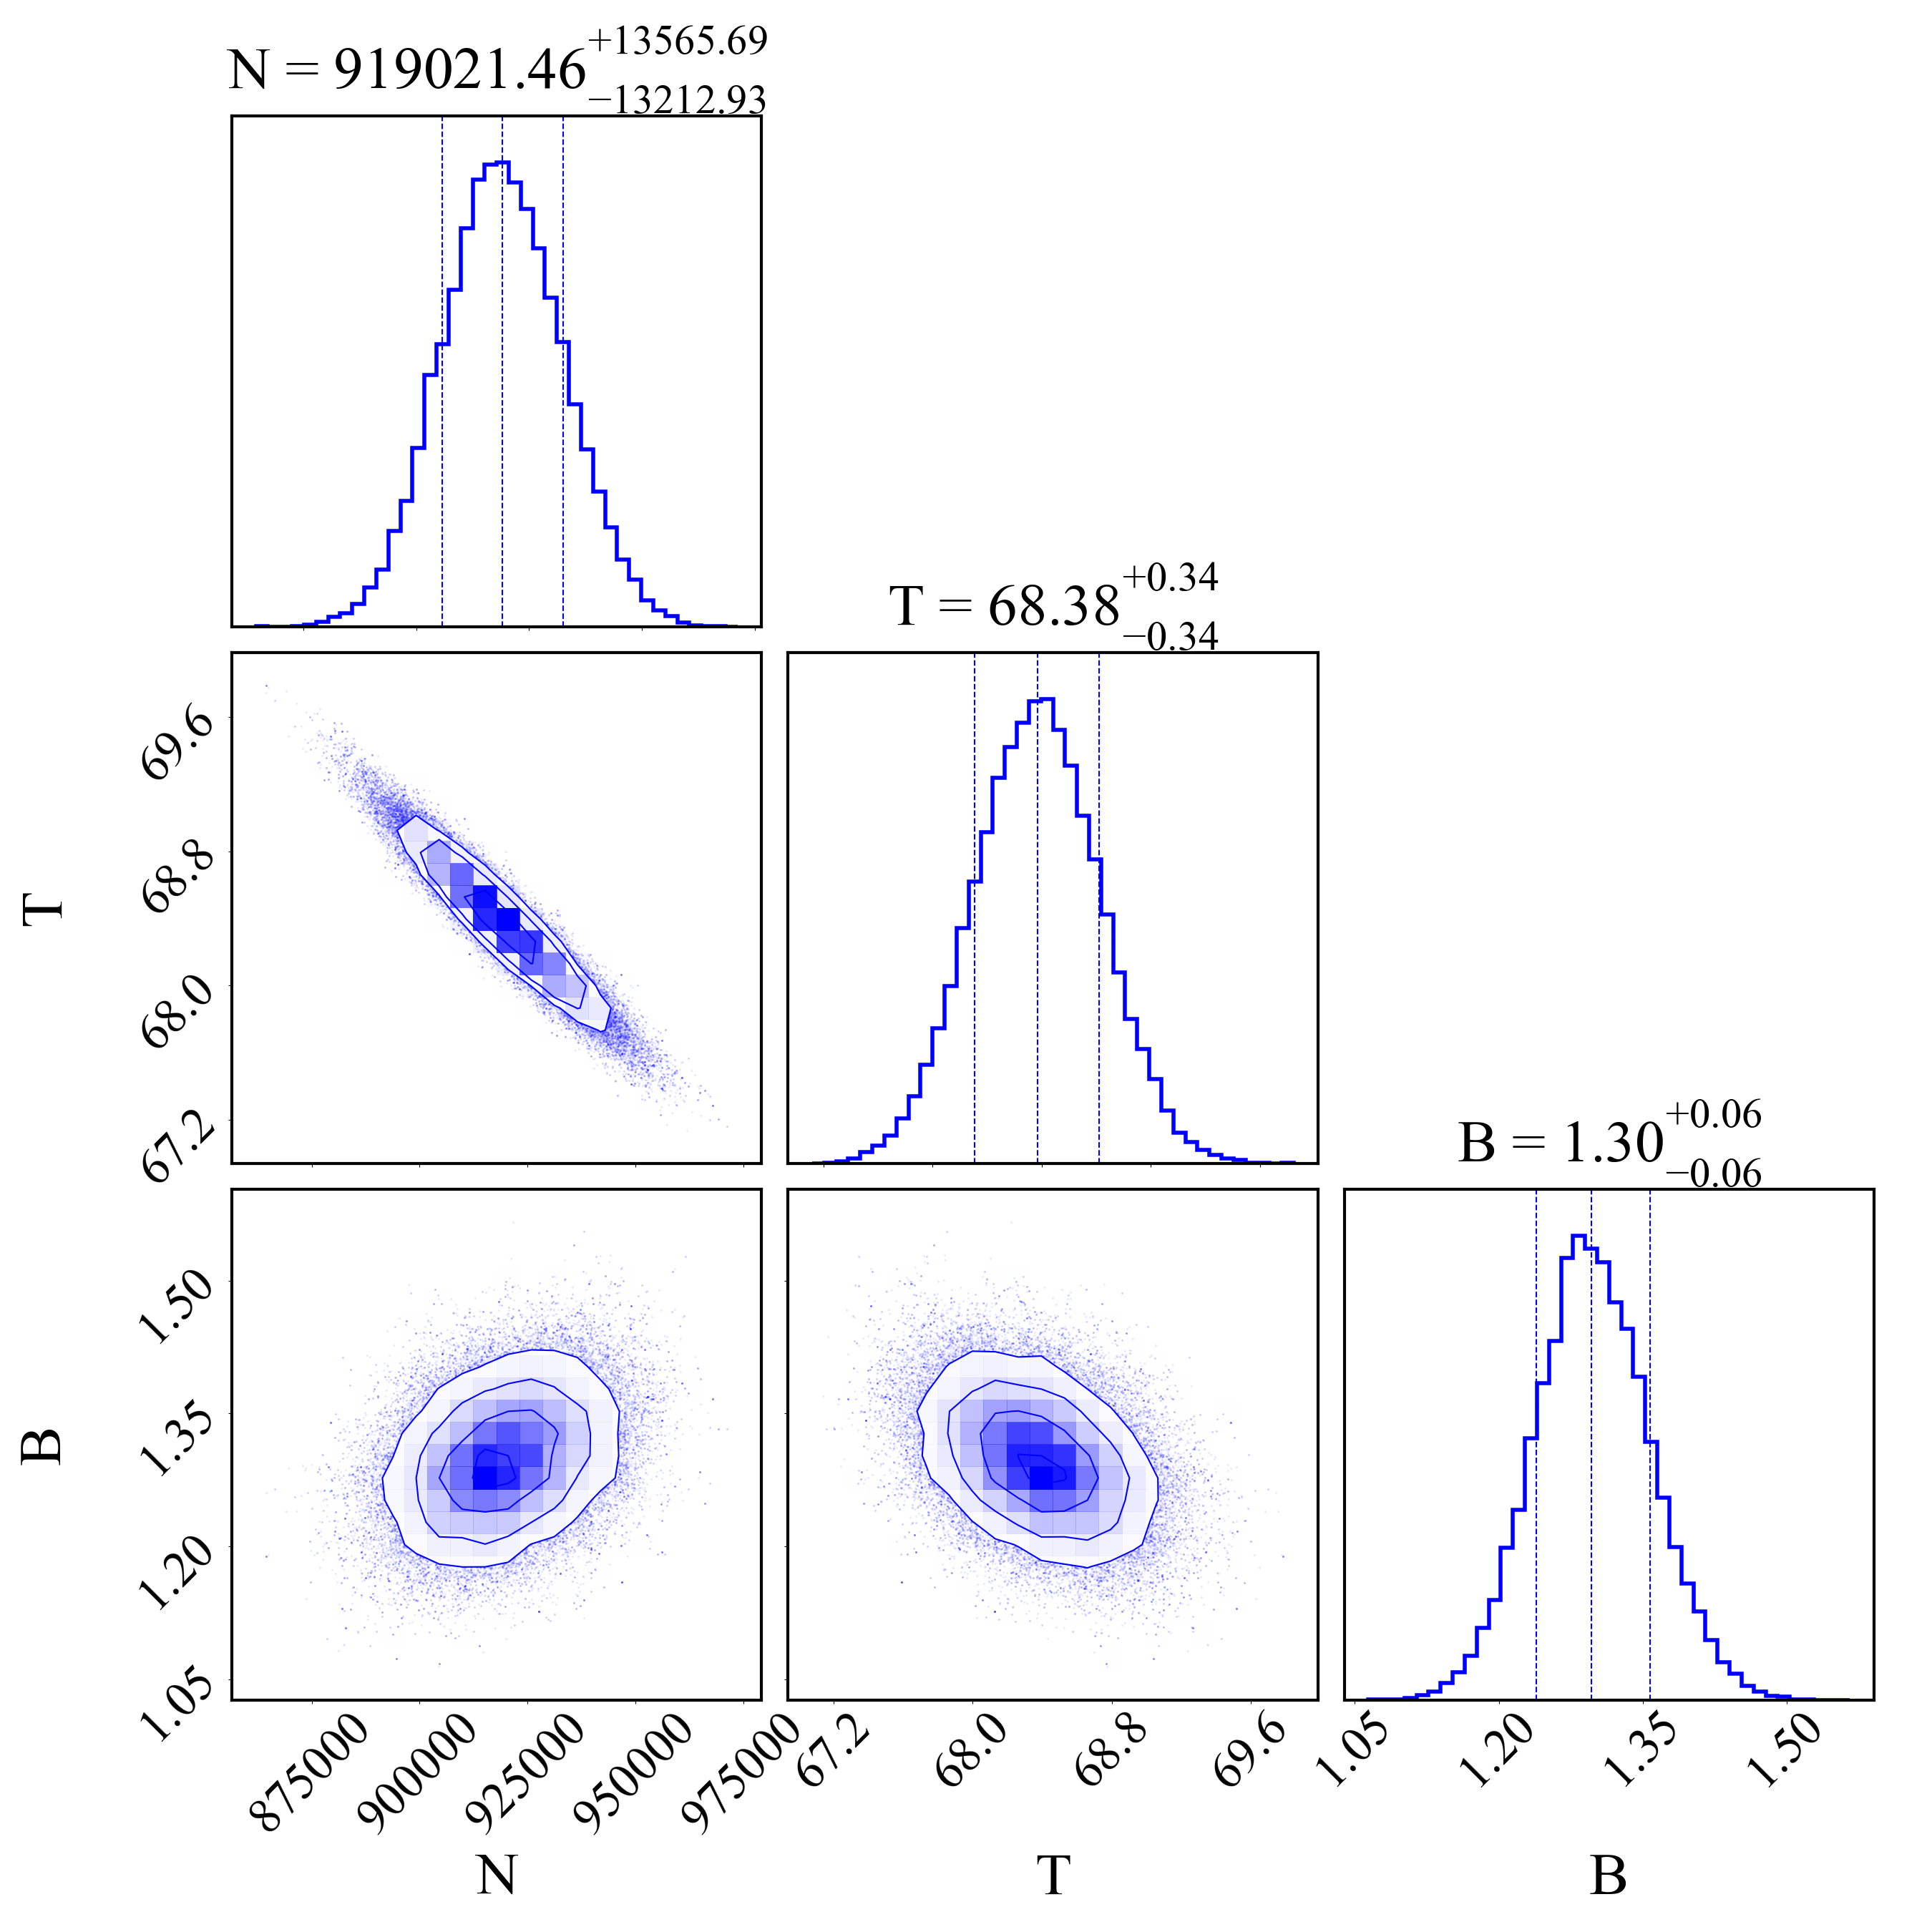 N = 919021.46 +13565.69 −13212.93
T = 68.38 +0.34 −0.34
69.6
68.8
68.0
67.2
T
B = 1.30 +0.06 −0.06
1.50
1.35
1.20
1.05
B
875000 900000 925000 950000 975000
67.2 68.0 68.8 69.6
1.05 1.20 1.35 1.50
N T B